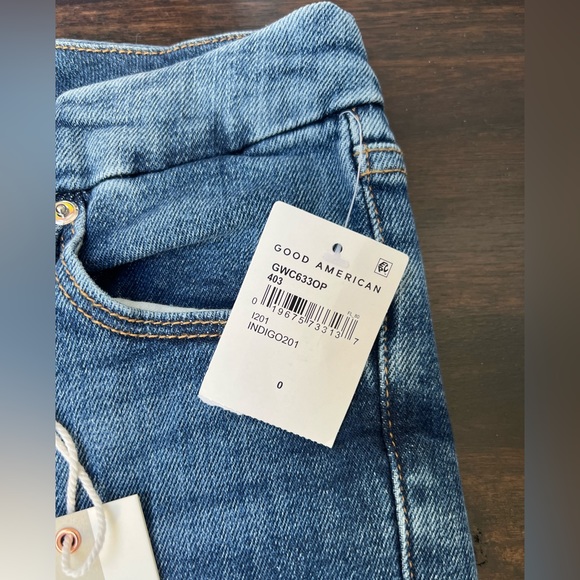 GOOD AMERICAN
GWC633OP
403
0 19675 73313 7
I201
INDIGO201
0